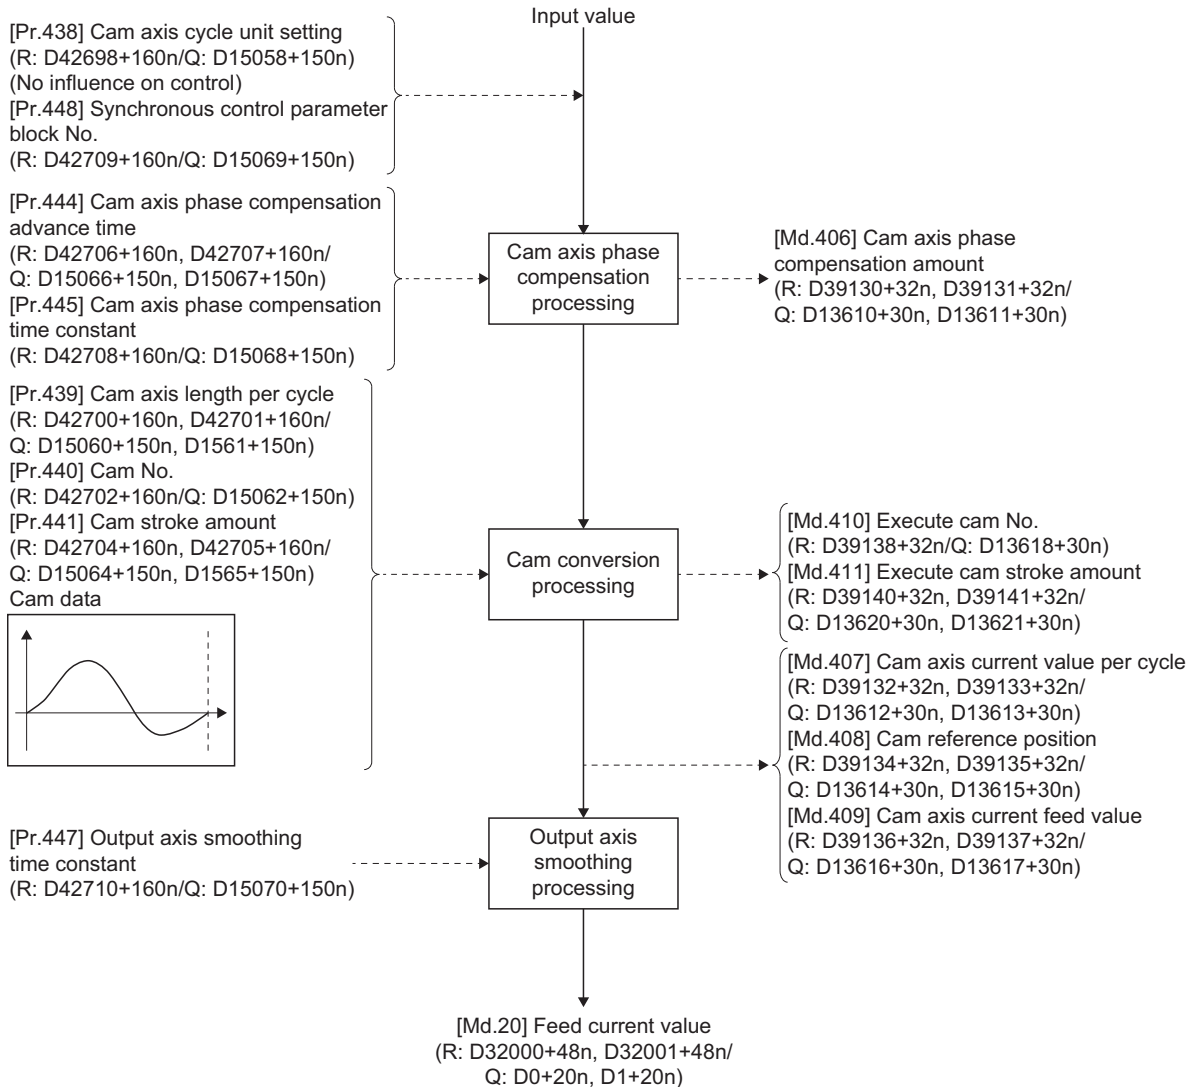 Input value
[Pr.438] Cam axis cycle unit setting
(R: D42698+160n/Q: D15058+150n)
(No influence on control)
[Pr.448] Synchronous control parameter
block No.
(R: D42709+160n/Q: D15069+150n)
[Pr.444] Cam axis phase compensation
advance time
(R: D42706+160n, D42707+160n/
Q: D15066+150n, D15067+150n)
[Pr.445] Cam axis phase compensation
time constant
(R: D42708+160n/Q: D15068+150n)
Cam axis phase
compensation
processing
[Md.406] Cam axis phase
compensation amount
(R: D39130+32n, D39131+32n/
Q: D13610+30n, D13611+30n)
[Pr.439] Cam axis length per cycle
(R: D42700+160n, D42701+160n/
Q: D15060+150n, D1561+150n)
[Pr.440] Cam No.
(R: D42702+160n/Q: D15062+150n)
[Pr.441] Cam stroke amount
(R: D42704+160n, D42705+160n/
Q: D15064+150n, D1565+150n)
Cam data
Cam conversion
processing
[Md.410] Execute cam No.
(R: D39138+32n/Q: D13618+30n)
[Md.411] Execute cam stroke amount
(R: D39140+32n, D39141+32n/
Q: D13620+30n, D13621+30n)
[Md.407] Cam axis current value per cycle
(R: D39132+32n, D39133+32n/
Q: D13612+30n, D13613+30n)
[Md.408] Cam reference position
(R: D39134+32n, D39135+32n/
Q: D13614+30n, D13615+30n)
[Md.409] Cam axis current feed value
(R: D39136+32n, D39137+32n/
Q: D13616+30n, D13617+30n)
[Pr.447] Output axis smoothing
time constant
(R: D42710+160n/Q: D15070+150n)
Output axis
smoothing
processing
[Md.20] Feed current value
(R: D32000+48n, D32001+48n/
Q: D0+20n, D1+20n)